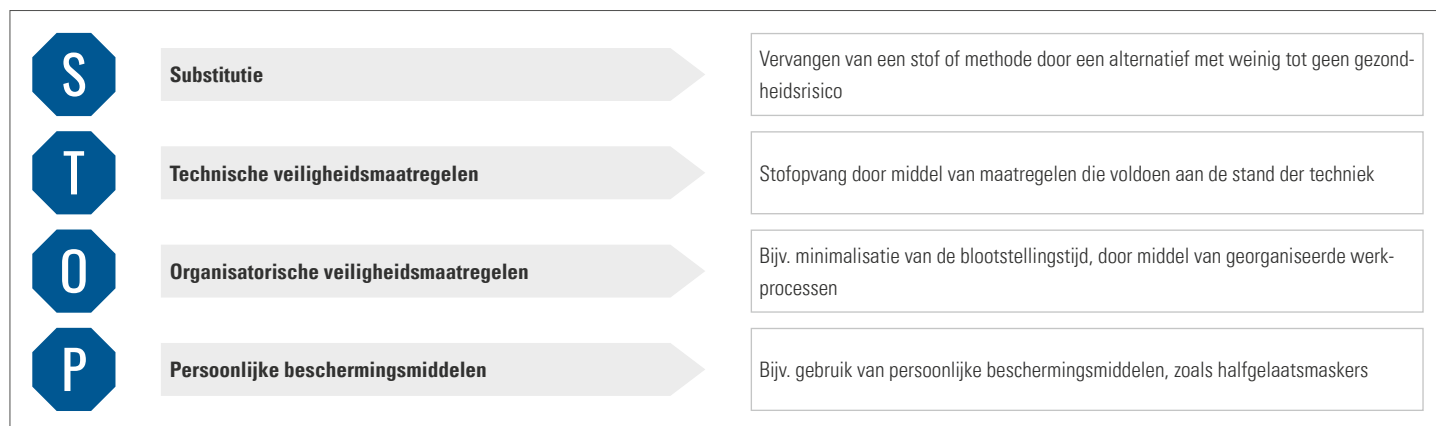 S
Substitutie
Vervangen van een stof of methode door een alternatief met weinig tot geen gezond-
heidsrisico
T
Technische veiligheidsmaatregelen
Stofopvang door middel van maatregelen die voldoen aan de stand der techniek
O
Organisatorische veiligheidsmaatregelen
Bijv. minimalisatie van de blootstellingstijd, door middel van georganiseerde werk-
processen
P
Persoonlijke beschermingsmiddelen
Bijv. gebruik van persoonlijke beschermingsmiddelen, zoals halfgelaatsmaskers